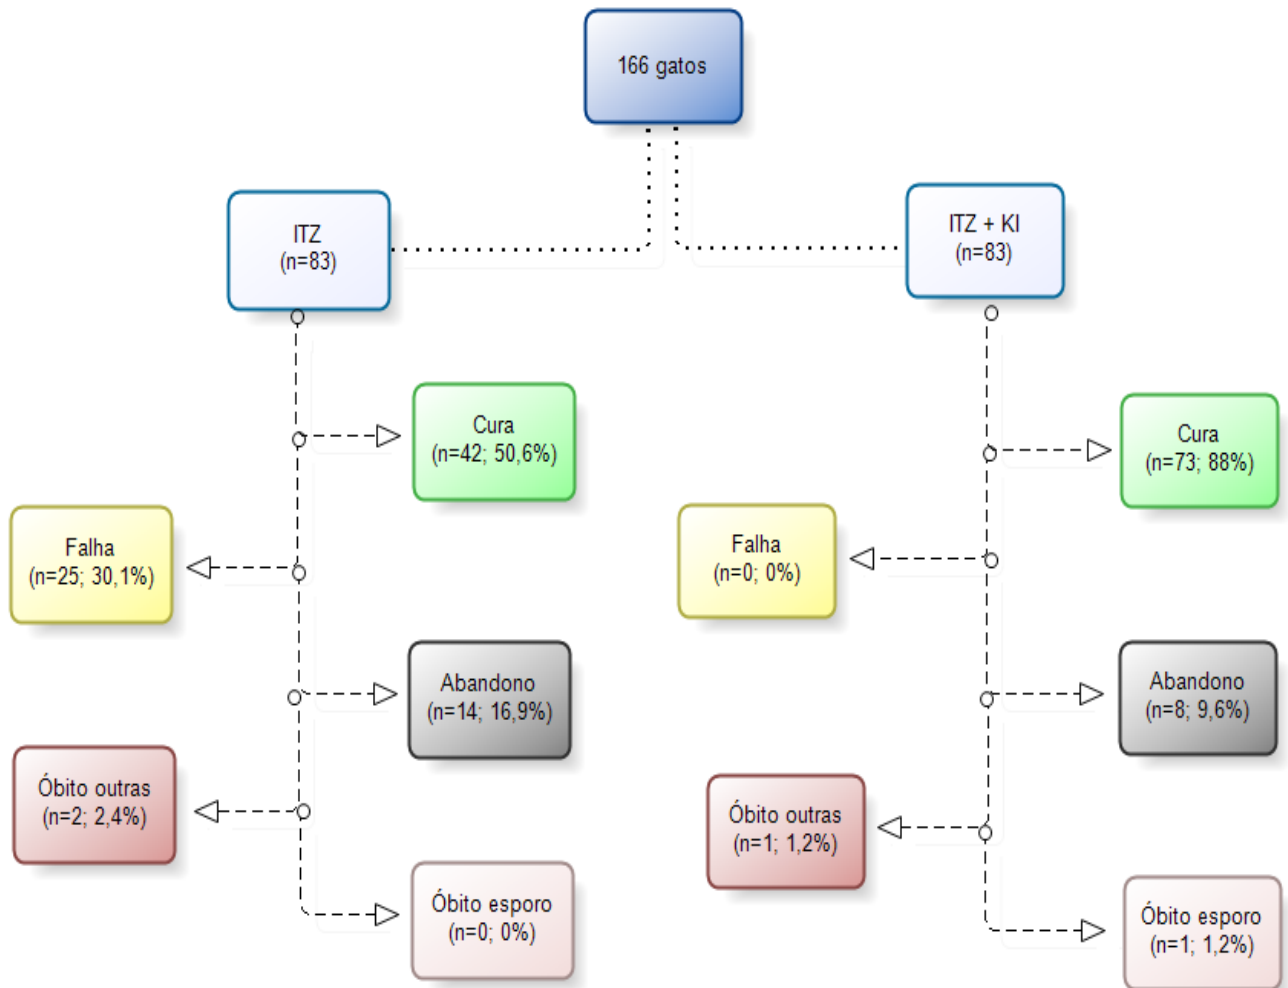 166 gatos
ITZ
(n=83)
ITZ + KI
(n=83)
Cura
(n=42; 50,6%)
Cura
(n=73; 88%)
Falha
(n=25; 30,1%)
Falha
(n=0; 0%)
Abandono
(n=14; 16,9%)
Abandono
(n=8; 9,6%)
Óbito outras
(n=2; 2,4%)
Óbito outras
(n=1; 1,2%)
Óbito esporo
(n=0; 0%)
Óbito esporo
(n=1; 1,2%)